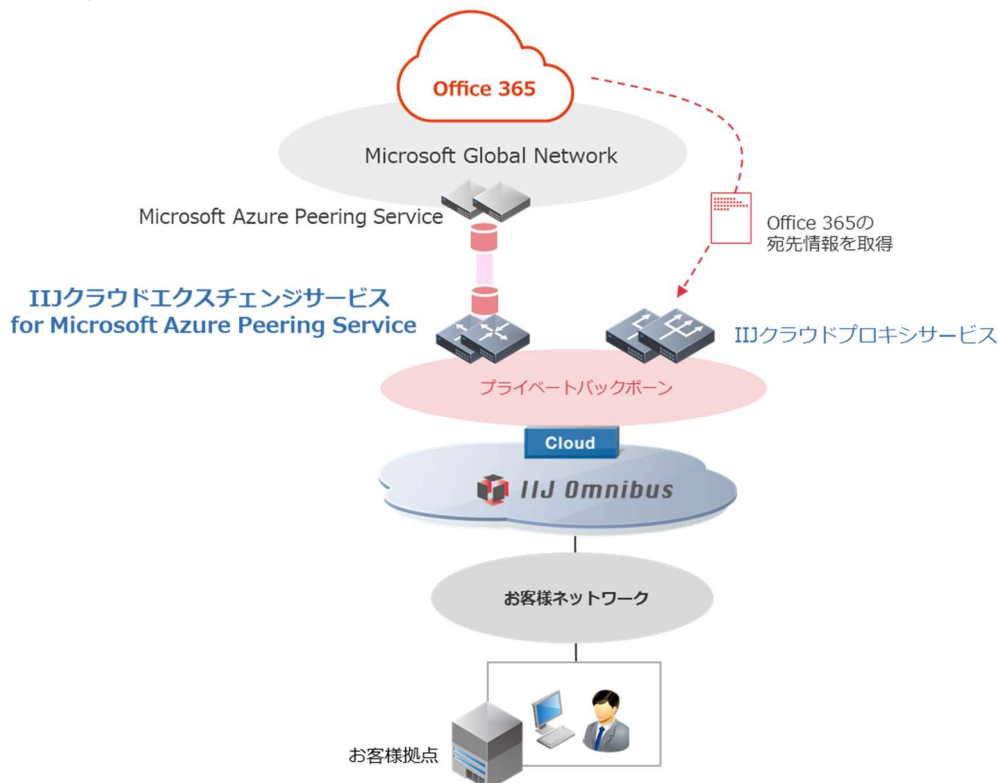 Office 365
Microsoft Global Network
Microsoft Azure Peering Service
Office 365の
宛先情報を取得
IIJクラウドエクスチェンジサービス
for Microsoft Azure Peering Service
IIJクラウドプロキシサービス
プライベートバックボーン
Cloud
IIJ Omnibus
お客様ネットワーク
お客様拠点